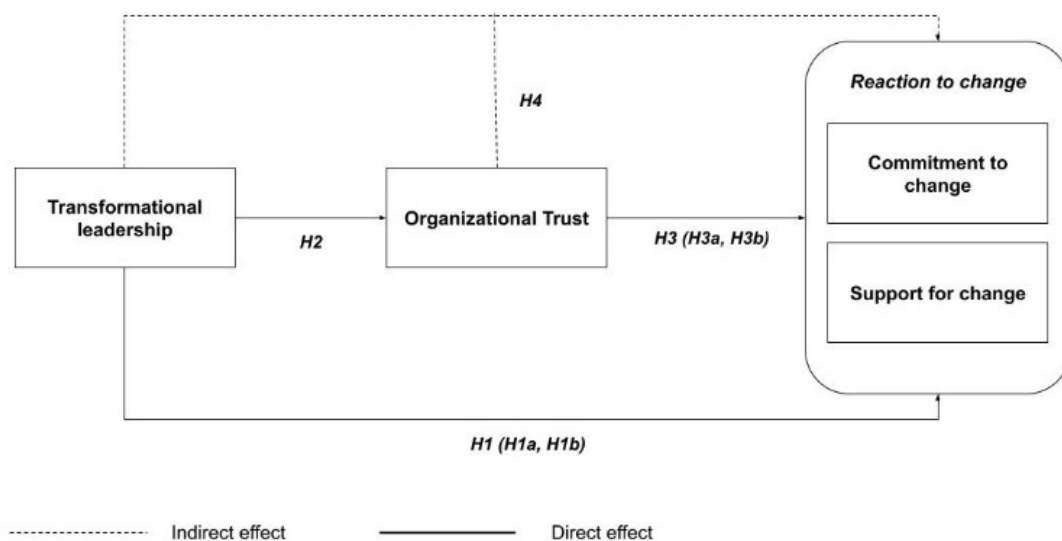 Reaction to change
H4
Commitment to
change
Transformational
leadership
Organizational Trust
H2
H3 (H3a, H3b)
Support for change
H1 (H1a, H1b)
Indirect effect
Direct effect